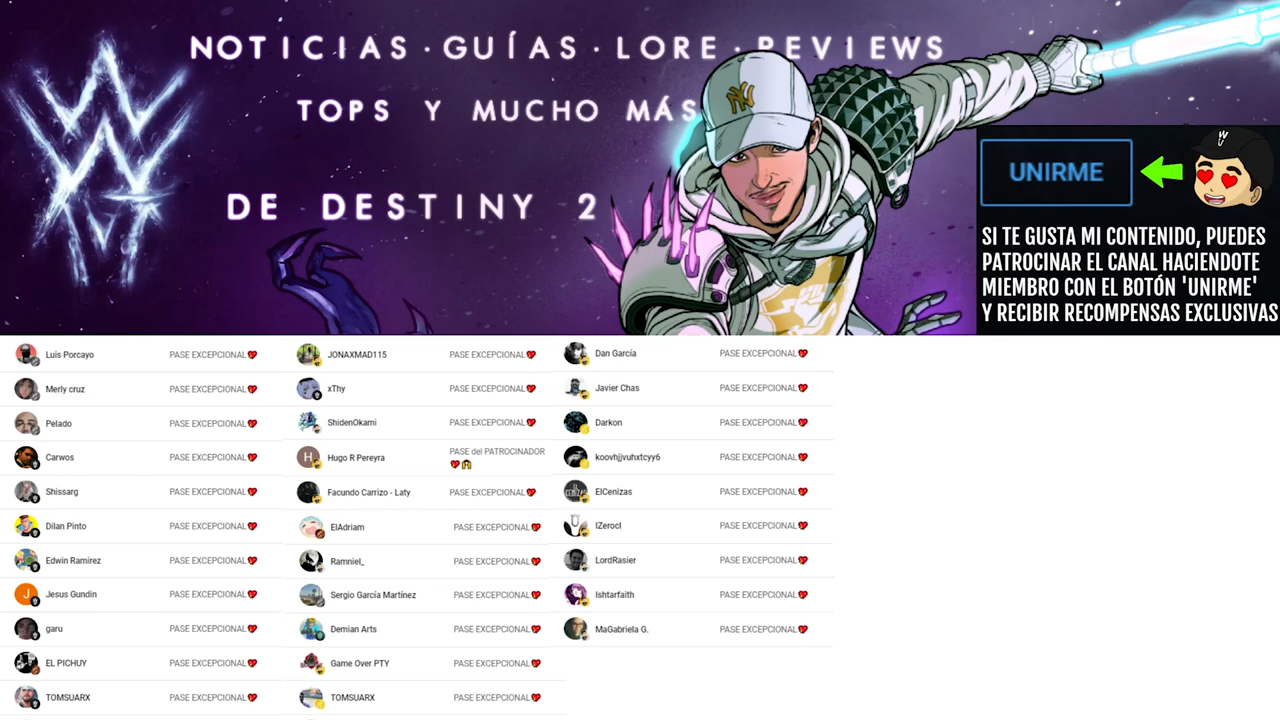 NOTICIAS · GUÍAS · LORE · REVIEWS
TOPS Y MUCHO MÁS
DE DESTINY 2
NY
UNIRME
SI TE GUSTA MI CONTENIDO, PUEDES
PATROCINAR EL CANAL HACIENDOTE
MIEMBRO CON EL BOTÓN 'UNIRME'
Y RECIBIR RECOMPENSAS EXCLUSIVAS
Luis Porcayo PASE EXCEPCIONAL
Merly cruz PASE EXCEPCIONAL
Pelado PASE EXCEPCIONAL
Carwos PASE EXCEPCIONAL
Shissarg PASE EXCEPCIONAL
Dilan Pinto PASE EXCEPCIONAL
Edwin Ramírez PASE EXCEPCIONAL
J Jesus Gundin PASE EXCEPCIONAL
garu PASE EXCEPCIONAL
EL PICHUY PASE EXCEPCIONAL
TOMSUARX PASE EXCEPCIONAL
JONAXMAD115 PASE EXCEPCIONAL
xThy PASE EXCEPCIONAL
ShidenOkami PASE EXCEPCIONAL
H Hugo R Pereyra PASE del PATROCINADOR
Facundo Carrizo - Laty PASE EXCEPCIONAL
ElAdriam PASE EXCEPCIONAL
Ramniel_ PASE EXCEPCIONAL
Sergio García Martínez PASE EXCEPCIONAL
Demian Arts PASE EXCEPCIONAL
Game Over PTY PASE EXCEPCIONAL
TOMSUARX PASE EXCEPCIONAL
Dan García PASE EXCEPCIONAL
Javier Chas PASE EXCEPCIONAL
Darkon PASE EXCEPCIONAL
koovhjjvuhxtcyy6 PASE EXCEPCIONAL
ElCenizas PASE EXCEPCIONAL
IZerocl PASE EXCEPCIONAL
LordRasier PASE EXCEPCIONAL
Ishtarfaith PASE EXCEPCIONAL
MaGabriela G. PASE EXCEPCIONAL